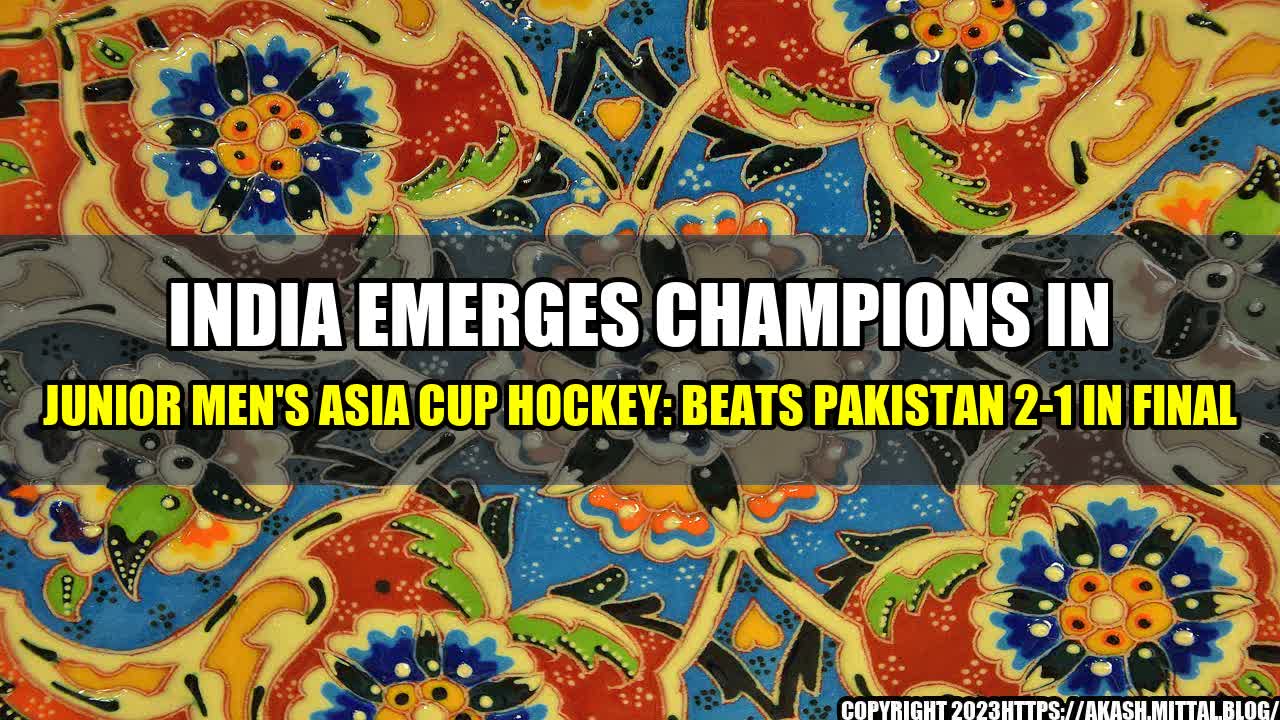 INDIA EMERGES CHAMPIONS IN
JUNIOR MEN'S ASIA CUP HOCKEY: BEATS PAKISTAN 2-1 IN FINAL
COPYRIGHT 2023HTTPS://AKASH.MITTAL.BLOG/